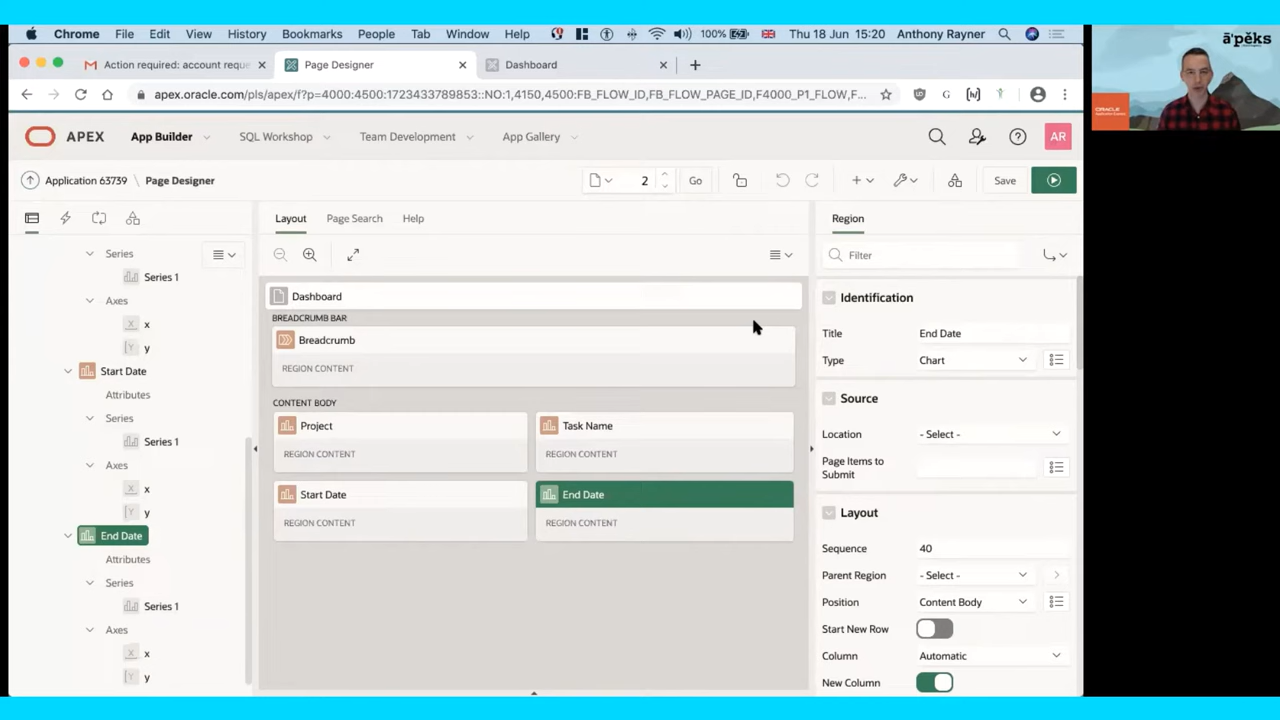 Chrome File Edit View History Bookmarks People Tab Window Help 100% Thu 18 Jun 15:20 Anthony Rayner
āˈpěks
Action required: account reque
Page Designer
Dashboard
apex.oracle.com/pls/apex/f?p=4000:4500:1723433789853::NO:1,4150,4500:FB_FLOW_ID,FB_FLOW_PAGE_ID,F4000_P1_FLOW,F...
ORACLE
APEX App Builder SQL Workshop Team Development App Gallery AR
Application 63739 \ Page Designer 2 Go Save
Layout Page Search Help Region
Filter
Series
Series 1
Axes
x
y
Start Date
Attributes
Series
Series 1
Axes
x
y
End Date
Attributes
Series
Series 1
Axes
x
y
Dashboard
BREADCRUMB BAR
Breadcrumb
REGION CONTENT
CONTENT BODY
Project Task Name
REGION CONTENT REGION CONTENT
Start Date End Date
REGION CONTENT REGION CONTENT
Identification
Title End Date
Type Chart
Source
Location - Select -
Page Items to
Submit
Layout
Sequence 40
Parent Region - Select -
Position Content Body
Start New Row
Column Automatic
New Column